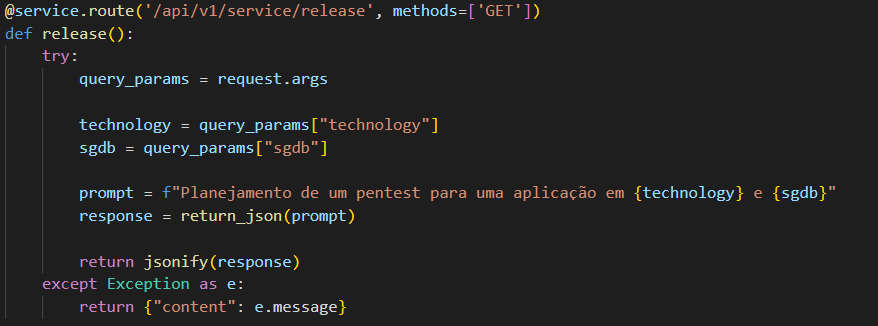 @service.route('/api/v1/service/release', methods=['GET'])
def release():
    try:
        query_params = request.args

        technology = query_params["technology"]
        sgdb = query_params["sgdb"]

        prompt = f"Planejamento de um pentest para uma aplicação em {technology} e {sgdb}"
        response = return_json(prompt)

        return jsonify(response)
    except Exception as e:
        return {"content": e.message}